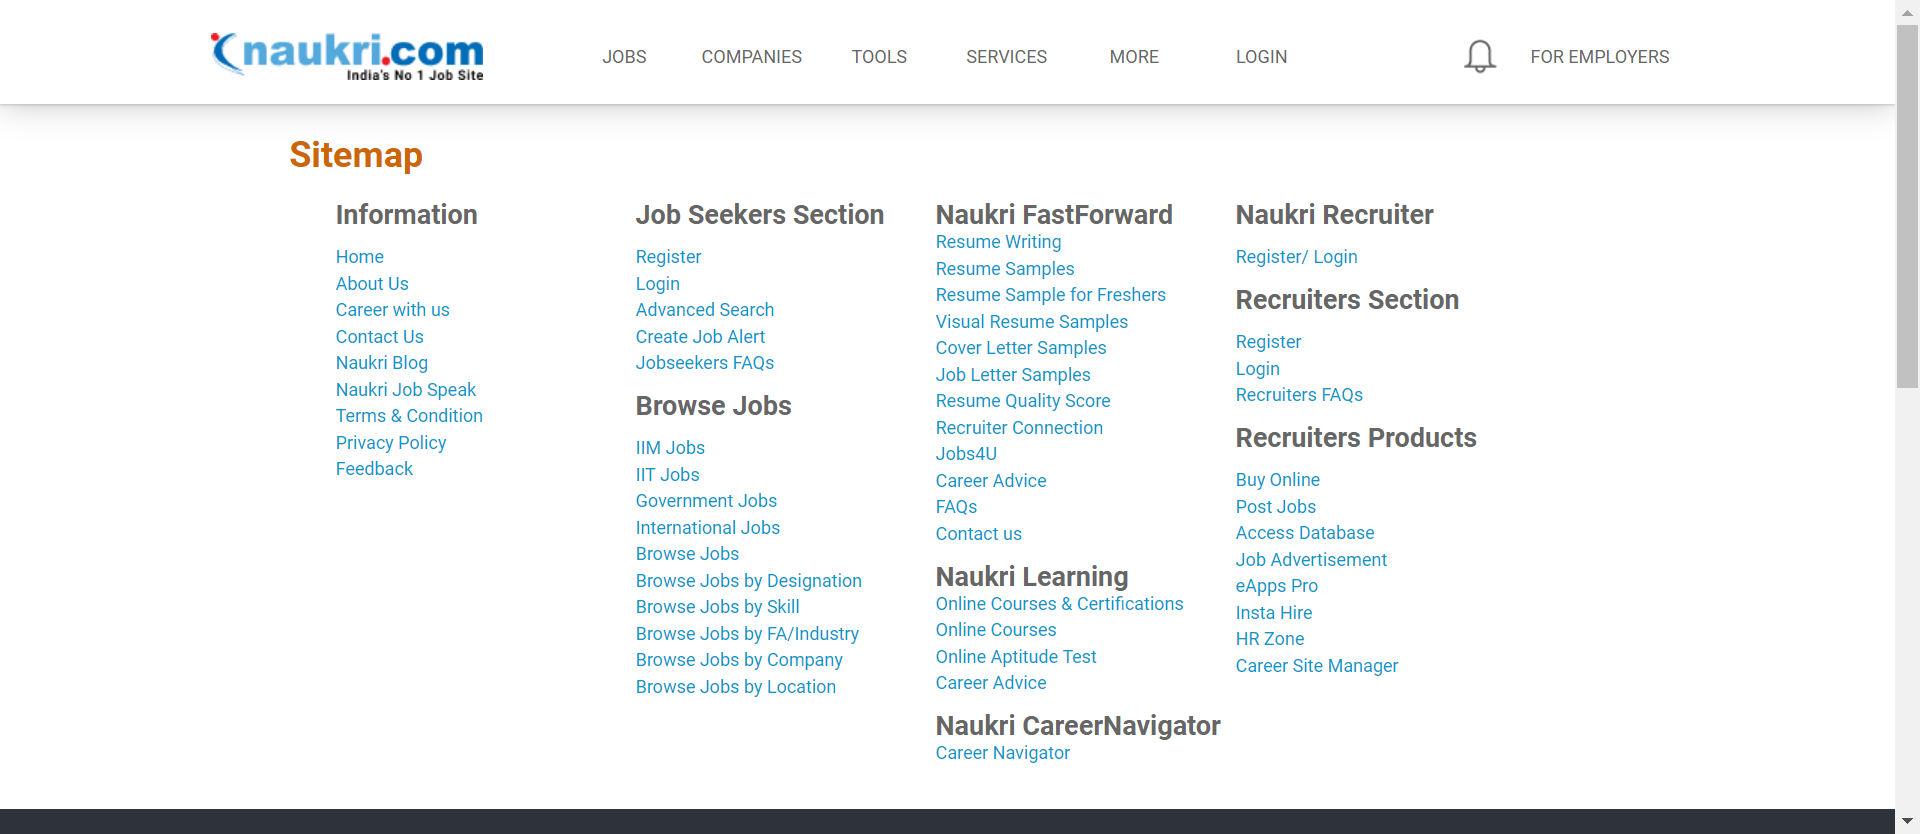 naukri.com
India's No 1 Job Site
JOBS
COMPANIES
TOOLS
SERVICES
MORE
LOGIN
FOR EMPLOYERS
Sitemap
Information
Home
About Us
Career with us
Contact Us
Naukri Blog
Naukri Job Speak
Terms & Condition
Privacy Policy
Feedback
Job Seekers Section
Register
Login
Advanced Search
Create Job Alert
Jobseekers FAQs
Browse Jobs
IIM Jobs
IIT Jobs
Government Jobs
International Jobs
Browse Jobs
Browse Jobs by Designation
Browse Jobs by Skill
Browse Jobs by FA/Industry
Browse Jobs by Company
Browse Jobs by Location
Naukri FastForward
Resume Writing
Resume Samples
Resume Sample for Freshers
Visual Resume Samples
Cover Letter Samples
Job Letter Samples
Resume Quality Score
Recruiter Connection
Jobs4U
Career Advice
FAQs
Contact us
Naukri Learning
Online Courses & Certifications
Online Courses
Online Aptitude Test
Career Advice
Naukri CareerNavigator
Career Navigator
Naukri Recruiter
Register/ Login
Recruiters Section
Register
Login
Recruiters FAQs
Recruiters Products
Buy Online
Post Jobs
Access Database
Job Advertisement
eApps Pro
Insta Hire
HR Zone
Career Site Manager